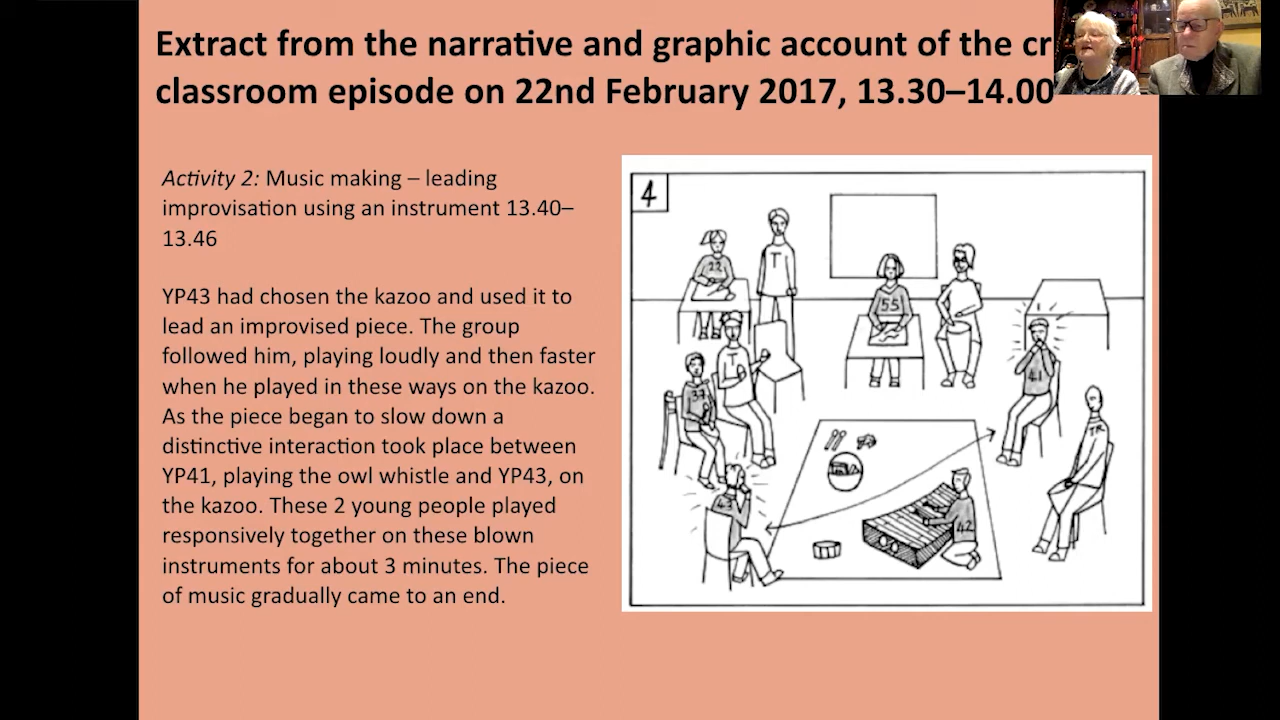 Extract from the narrative and graphic account of the cr
classroom episode on 22nd February 2017, 13.30–14.00
Activity 2: Music making – leading
improvisation using an instrument 13.40–
13.46
YP43 had chosen the kazoo and used it to
lead an improvised piece. The group
followed him, playing loudly and then faster
when he played in these ways on the kazoo.
As the piece began to slow down a
distinctive interaction took place between
YP41, playing the owl whistle and YP43, on
the kazoo. These 2 young people played
responsively together on these blown
instruments for about 3 minutes. The piece
of music gradually came to an end.
4
22
T
55
T
41
TR
43
42